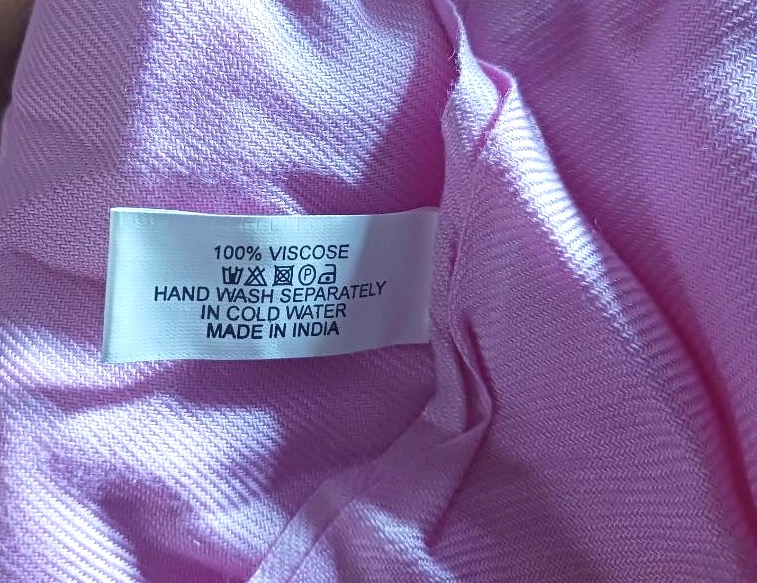 100% VISCOSE
P
HAND WASH SEPARATELY
IN COLD WATER
MADE IN INDIA